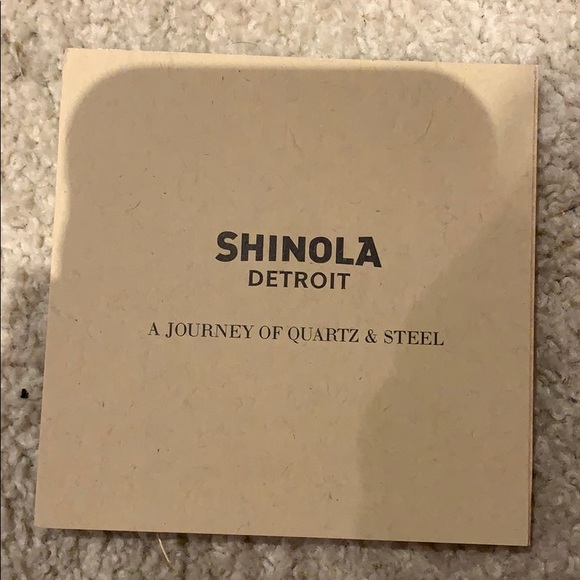 SHINOLA
DETROIT
A JOURNEY OF QUARTZ & STEEL